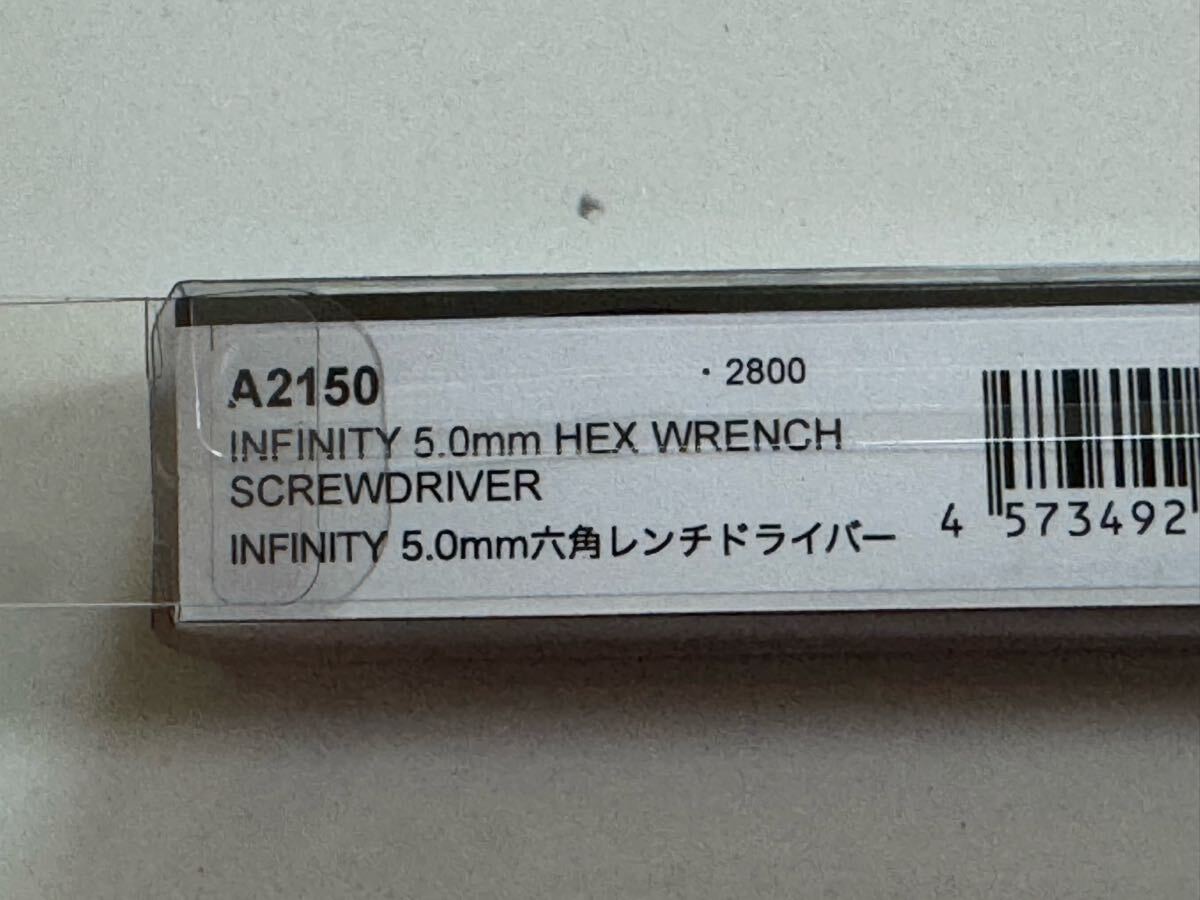 A2150
・2800
INFINITY 5.0mm HEX WRENCH
SCREWDRIVER
INFINITY 5.0mm六角レンチドライバー
4 573492